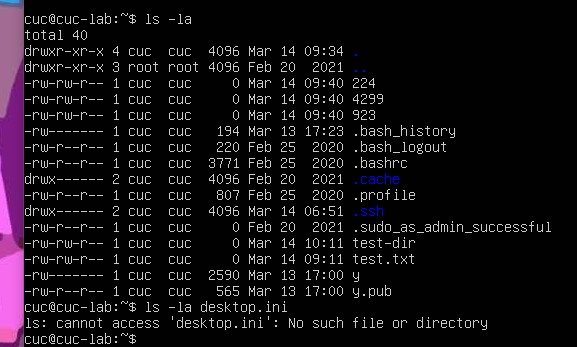 cuc@cuc-lab:~$ ls -la
total 40
drwxr-xr-x 4 cuc  cuc  4096 Mar 14 09:34 .
drwxr-xr-x 3 root root 4096 Feb 20  2021 ..
-rw-rw-r-- 1 cuc  cuc     0 Mar 14 09:40 224
-rw-rw-r-- 1 cuc  cuc     0 Mar 14 09:40 4299
-rw-rw-r-- 1 cuc  cuc     0 Mar 14 09:40 923
-rw------- 1 cuc  cuc   194 Mar 13 17:23 .bash_history
-rw-r--r-- 1 cuc  cuc   220 Feb 25  2020 .bash_logout
-rw-r--r-- 1 cuc  cuc  3771 Feb 25  2020 .bashrc
drwx------ 2 cuc  cuc  4096 Feb 20  2021 .cache
-rw-r--r-- 1 cuc  cuc   807 Feb 25  2020 .profile
drwx------ 2 cuc  cuc  4096 Mar 14 06:51 .ssh
-rw-r--r-- 1 cuc  cuc     0 Feb 20  2021 .sudo_as_admin_successful
-rw-rw-r-- 1 cuc  cuc     0 Mar 14 10:11 test-dir
-rw-rw-r-- 1 cuc  cuc     0 Mar 14 09:11 test.txt
-rw------- 1 cuc  cuc  2590 Mar 13 17:00 y
-rw-r--r-- 1 cuc  cuc   565 Mar 13 17:00 y.pub
cuc@cuc-lab:~$ ls -la desktop.ini
ls: cannot access 'desktop.ini': No such file or directory
cuc@cuc-lab:~$